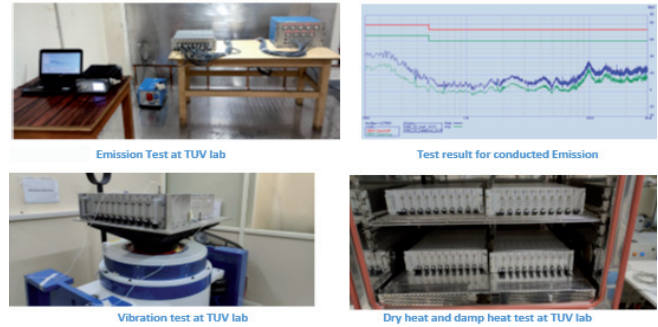 Emission Test at TUV lab
Test result for conducted Emission
Vibration test at TUV lab
Dry heat and damp heat test at TUV lab